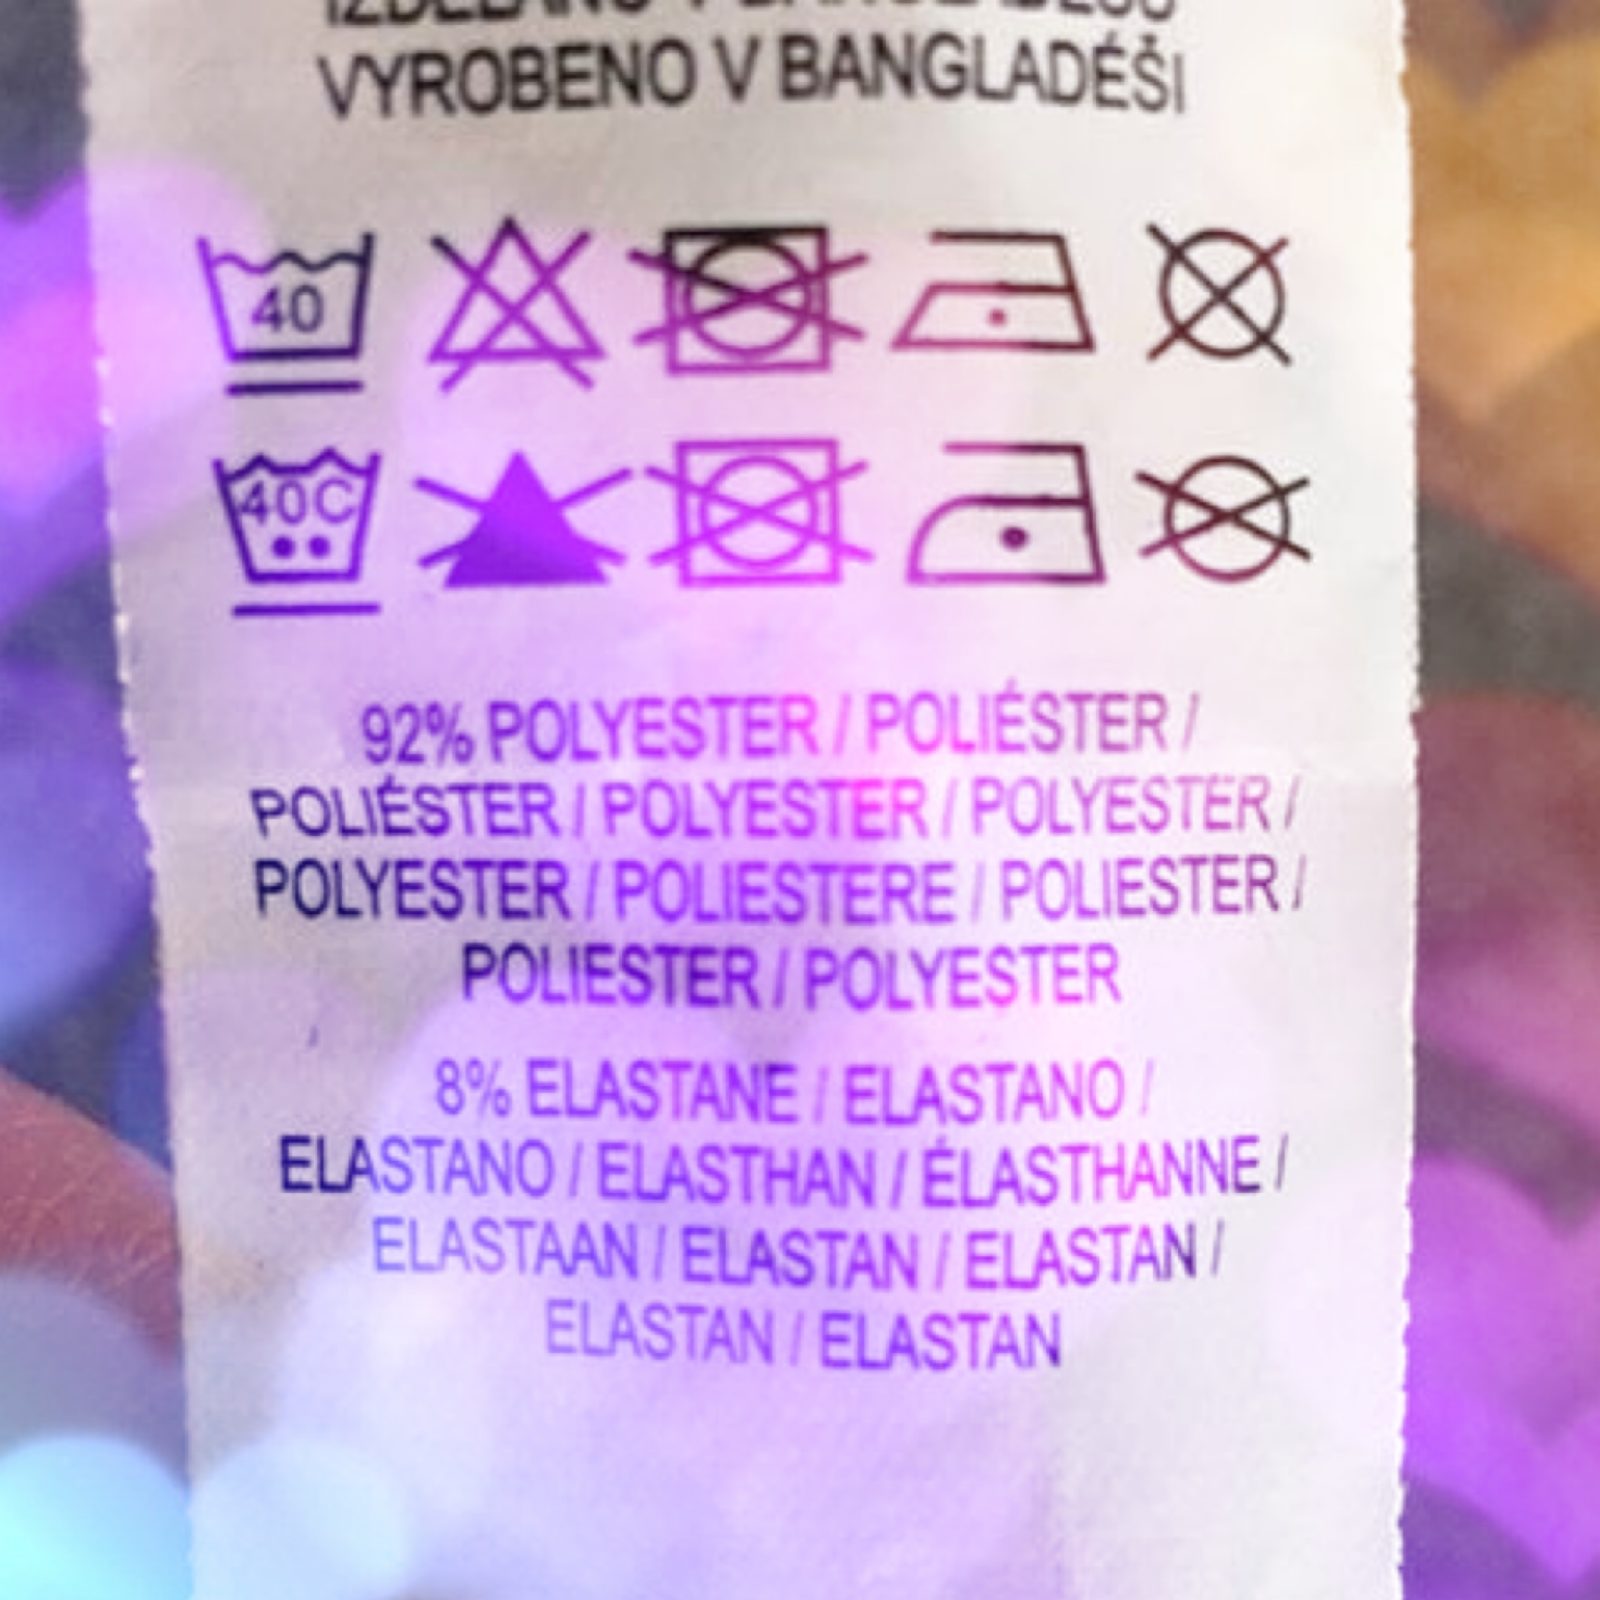 VYROBENO V BANGLADÉŠI
40
40C
92% POLYESTER / POLIÉSTER /
POLIÉSTER / POLYESTER / POLYESTER /
POLYESTER / POLIESTERE / POLIESTER /
POLIESTER / POLYESTER
8% ELASTANE / ELASTANO /
ELASTANO / ELASTHAN / ÉLASTHANNE /
ELASTAAN / ELASTAN / ELASTAN /
ELASTAN / ELASTAN